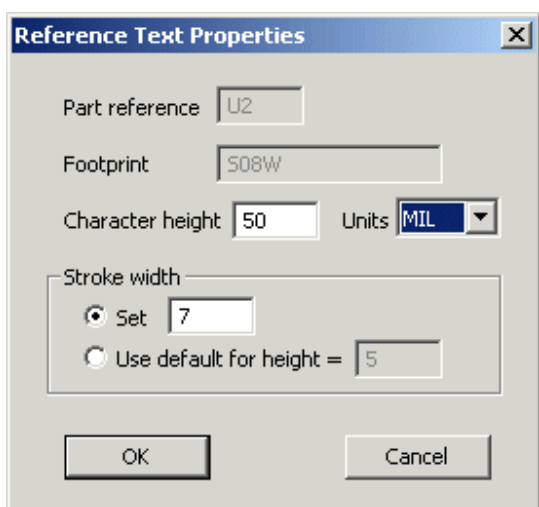 Reference Text Properties
Part reference U2
Footprint SO8W
Character height 50 Units MIL
Stroke width
Set 7
Use default for height = 5
OK Cancel